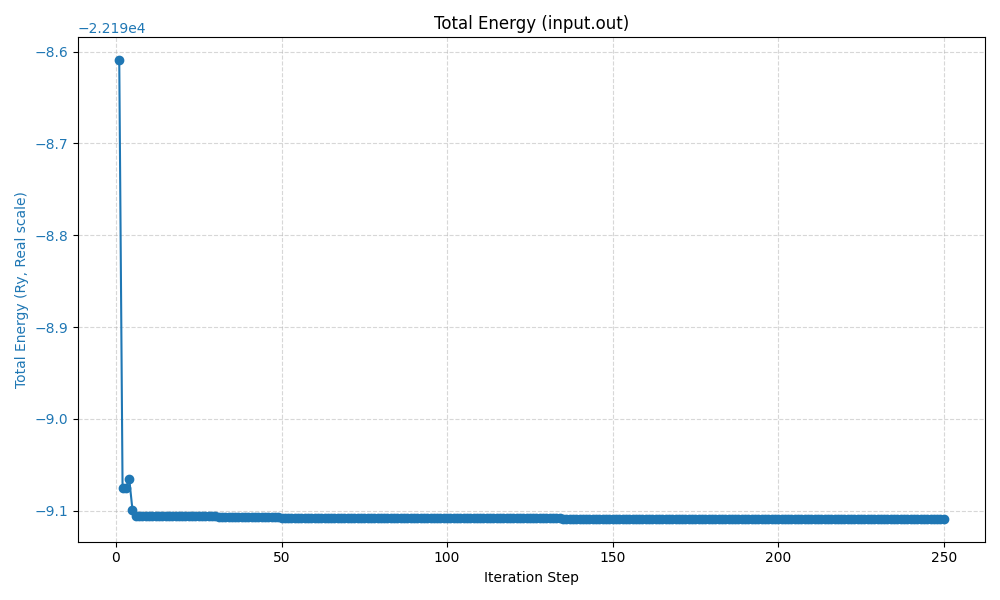 Total Energy (input.out)
−2.219e4
−8.6
−8.7
−8.8
−8.9
−9.0
−9.1
Total Energy (Ry, Real scale)
0 50 100 150 200 250
Iteration Step